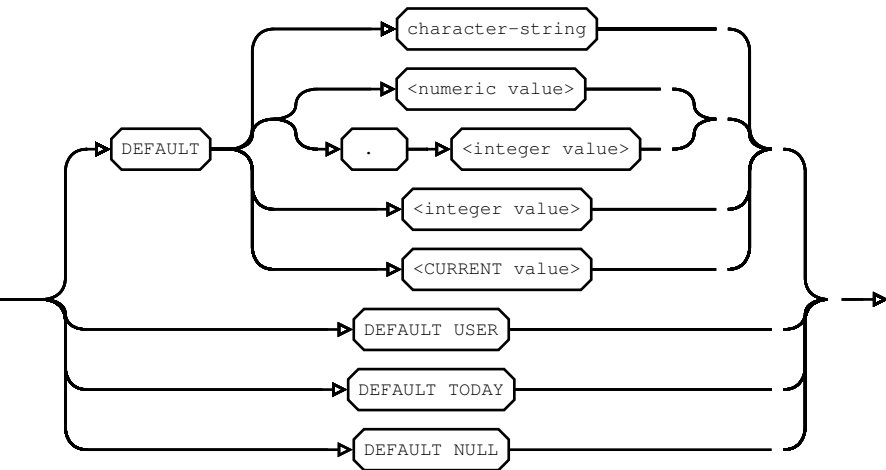 character-string
<numeric value>
DEFAULT
. <integer value>
<integer value>
<CURRENT value>
DEFAULT USER
DEFAULT TODAY
DEFAULT NULL